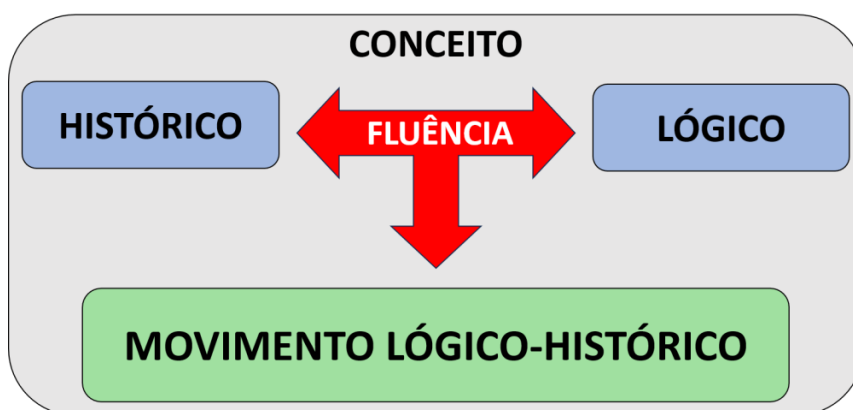 CONCEITO
HISTÓRICO
FLUÊNCIA
LÓGICO
MOVIMENTO LÓGICO-HISTÓRICO